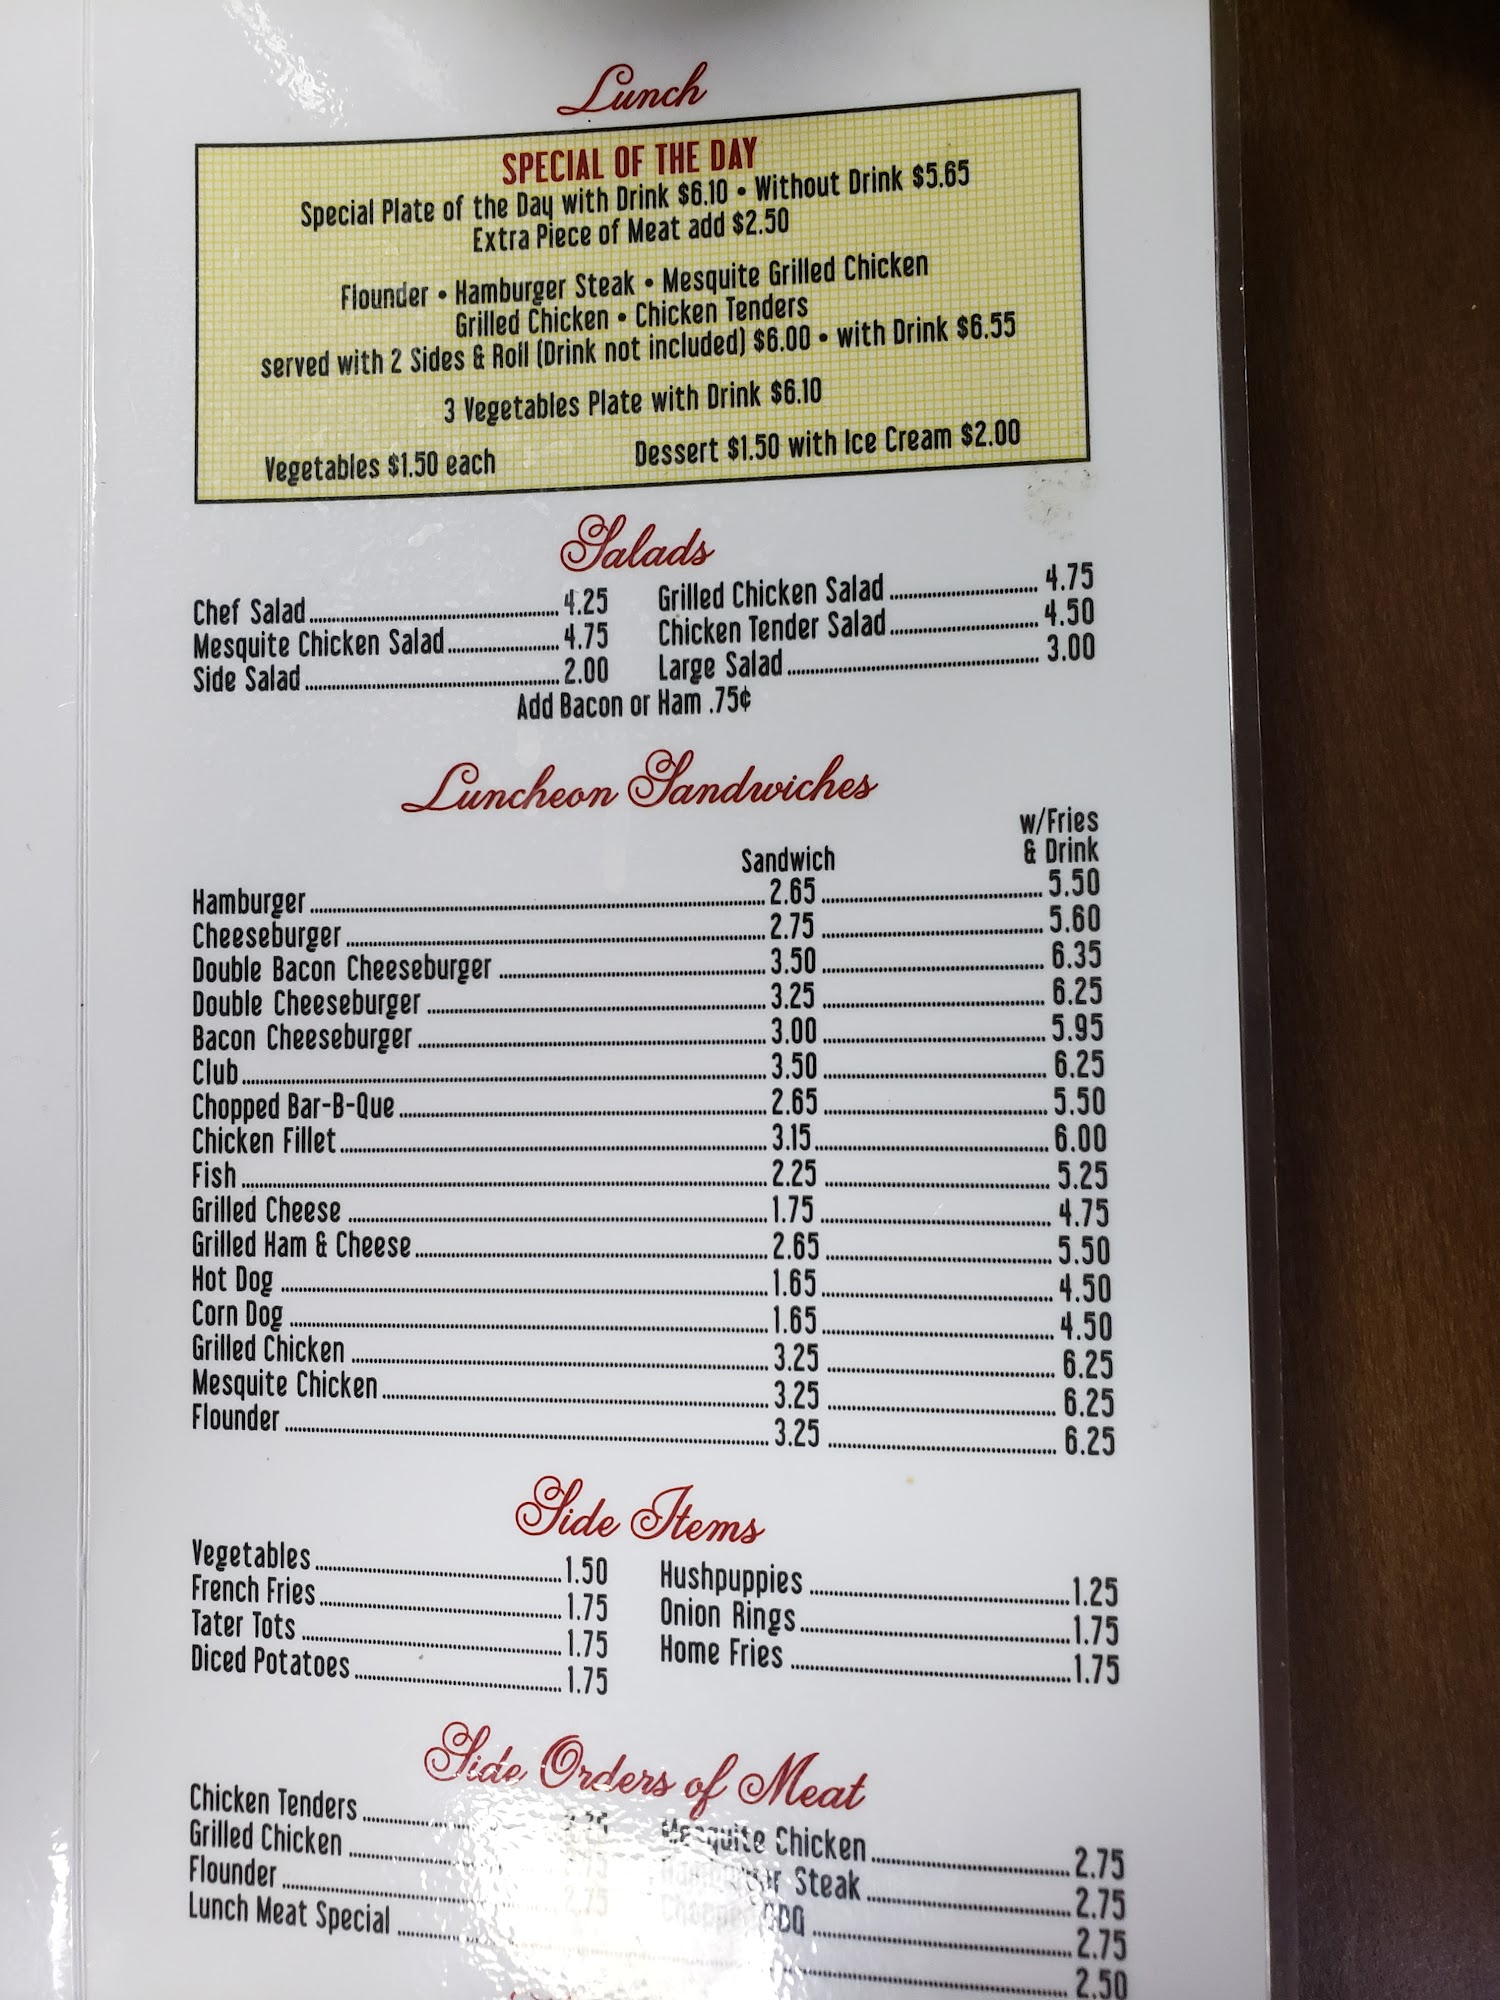 Lunch
SPECIAL OF THE DAY
Special Plate of the Day with Drink $6.10 • Without Drink $5.65
Extra Piece of Meat add $2.50
Flounder • Hamburger Steak • Mesquite Grilled Chicken
Grilled Chicken • Chicken Tenders
served with 2 Sides & Roll (Drink not included) $6.00 • with Drink $6.55
3 Vegetables Plate with Drink $6.10
Vegetables $1.50 each Dessert $1.50 with Ice Cream $2.00
Salads
Chef Salad 4.25 Grilled Chicken Salad 4.75
Mesquite Chicken Salad 4.75 Chicken Tender Salad 4.50
Side Salad 2.00 Large Salad 3.00
Add Bacon or Ham .75¢
Luncheon Sandwiches
w/Fries
Sandwich & Drink
Hamburger 2.65 5.50
Cheeseburger 2.75 5.60
Double Bacon Cheeseburger 3.50 6.35
Double Cheeseburger 3.25 6.25
Bacon Cheeseburger 3.00 5.95
Club 3.50 6.25
Chopped Bar-B-Que 2.65 5.50
Chicken Fillet 3.15 6.00
Fish 2.25 5.25
Grilled Cheese 1.75 4.75
Grilled Ham & Cheese 2.65 5.50
Hot Dog 1.65 4.50
Corn Dog 1.65 4.50
Grilled Chicken 3.25 6.25
Mesquite Chicken 3.25 6.25
Flounder 3.25 6.25
Side Items
Vegetables 1.50 Hushpuppies 1.25
French Fries 1.75 Onion Rings 1.75
Tater Tots 1.75 Home Fries 1.75
Diced Potatoes 1.75
Side Orders of Meat
Chicken Tenders Mesquite Chicken 2.75
Grilled Chicken Steak 2.75
Flounder 2.75 Chopped BBQ 2.75
Lunch Meat Special 2.50